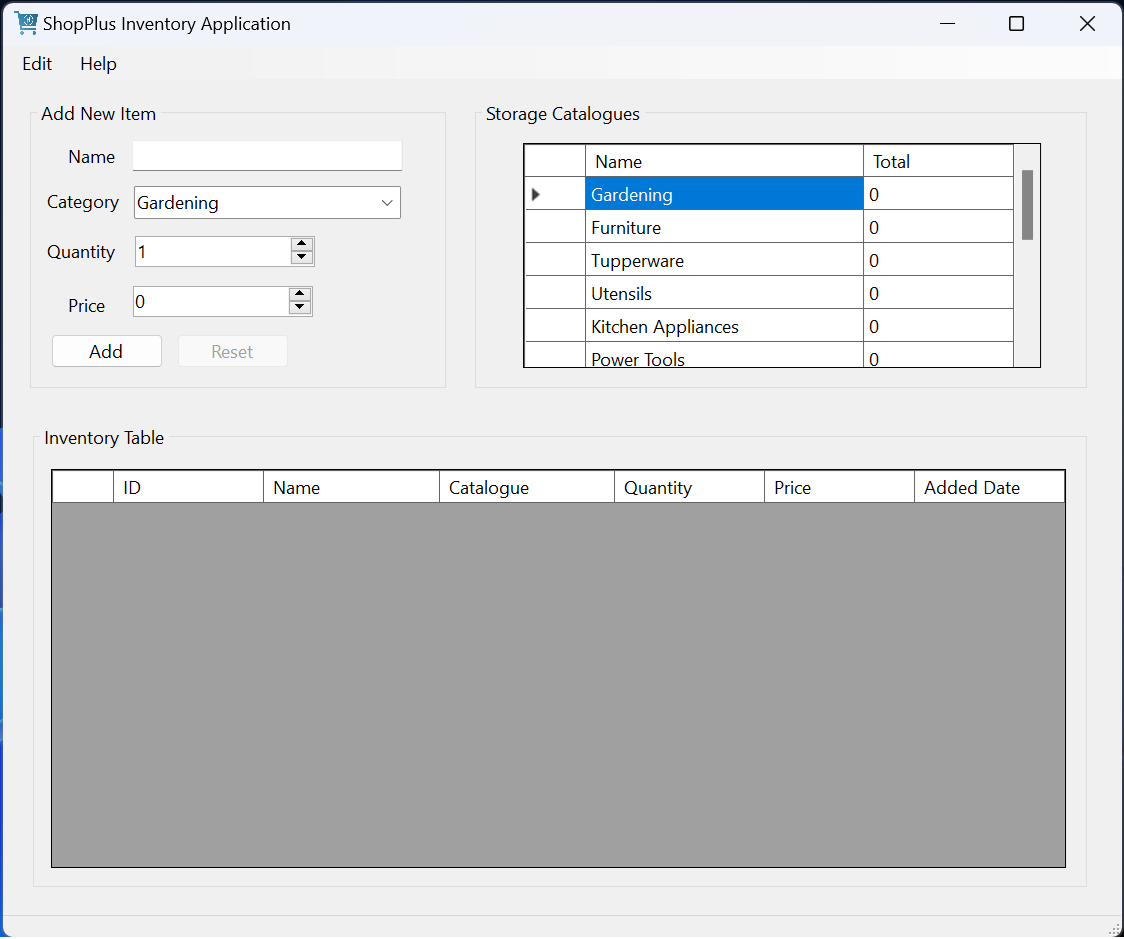 ShopPlus Inventory Application
Edit Help
Add New Item
Name
Category Gardening
Quantity 1
Price 0
Add Reset
Storage Catalogues
Name Total
Gardening 0
Furniture 0
Tupperware 0
Utensils 0
Kitchen Appliances 0
Power Tools 0
Inventory Table
ID Name Catalogue Quantity Price Added Date